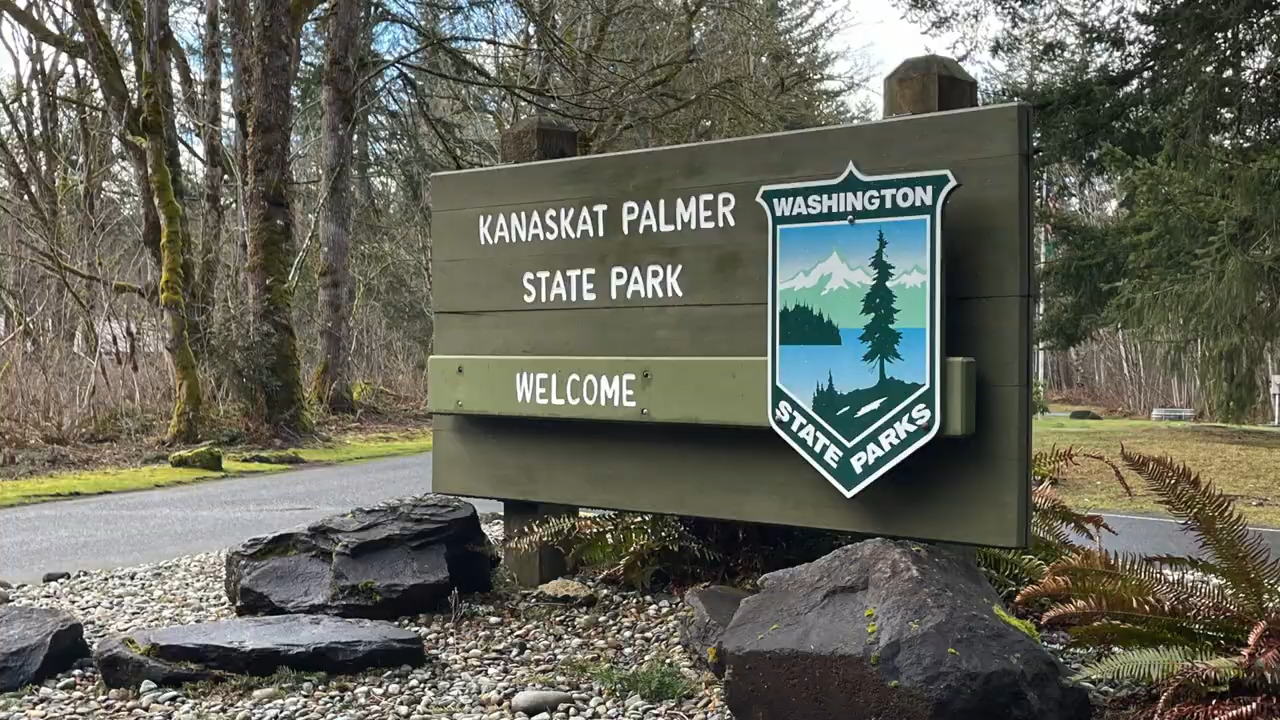 KANASKAT PALMER
STATE PARK
WELCOME
WASHINGTON
STATE PARKS